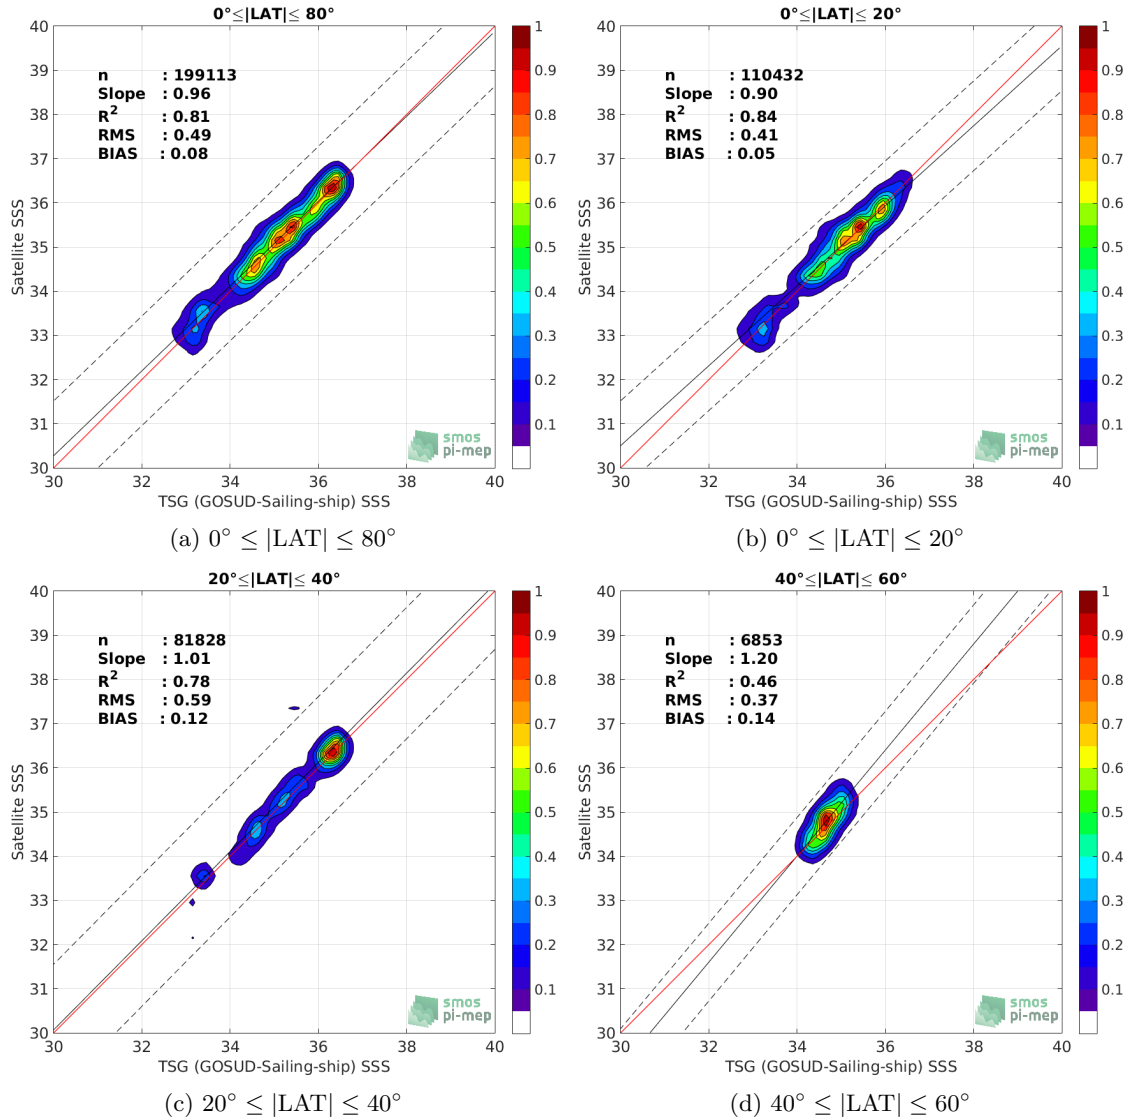 0°≤|LAT|≤ 80°
n : 199113
Slope : 0.96
R² : 0.81
RMS : 0.49
BIAS : 0.08
Satellite SSS
40
39
38
37
36
35
34
33
32
31
30
30 32 34 36 38 40
TSG (GOSUD-Sailing-ship) SSS
smos
pi-mep
1
0.9
0.8
0.7
0.6
0.5
0.4
0.3
0.2
0.1
(a) 0° ≤ |LAT| ≤ 80°
0°≤|LAT|≤ 20°
n : 110432
Slope : 0.90
R² : 0.84
RMS : 0.41
BIAS : 0.05
Satellite SSS
40
39
38
37
36
35
34
33
32
31
30
30 32 34 36 38 40
TSG (GOSUD-Sailing-ship) SSS
smos
pi-mep
1
0.9
0.8
0.7
0.6
0.5
0.4
0.3
0.2
0.1
(b) 0° ≤ |LAT| ≤ 20°
20°≤|LAT|≤ 40°
n : 81828
Slope : 1.01
R² : 0.78
RMS : 0.59
BIAS : 0.12
Satellite SSS
40
39
38
37
36
35
34
33
32
31
30
30 32 34 36 38 40
TSG (GOSUD-Sailing-ship) SSS
smos
pi-mep
1
0.9
0.8
0.7
0.6
0.5
0.4
0.3
0.2
0.1
(c) 20° ≤ |LAT| ≤ 40°
40°≤|LAT|≤ 60°
n : 6853
Slope : 1.20
R² : 0.46
RMS : 0.37
BIAS : 0.14
Satellite SSS
40
39
38
37
36
35
34
33
32
31
30
30 32 34 36 38 40
TSG (GOSUD-Sailing-ship) SSS
smos
pi-mep
1
0.9
0.8
0.7
0.6
0.5
0.4
0.3
0.2
0.1
(d) 40° ≤ |LAT| ≤ 60°